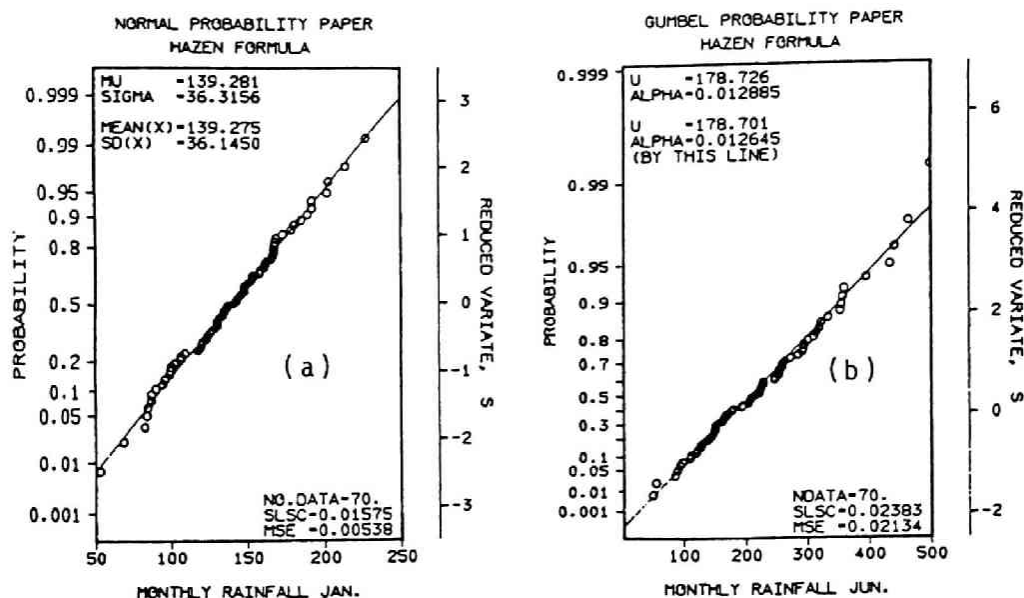 NORMAL PROBABILITY PAPER
HAZEN FORMULA
MU -139.281
SIGMA -36.3156
MEAN(X)-139.275
SD(X) -36.1450
0.999
0.99
0.95
0.9
0.8
0.5
0.2
0.1
0.05
0.01
0.001
PROBABILITY
3
2
1
0
-1
-2
-3
REDUCED VARIATE, S
(a)
NO.DATA-70.
SLSC-0.01575
MSE -0.00538
50 100 150 200 250
MONTHLY RAINFALL JAN.
GUMBEL PROBABILITY PAPER
HAZEN FORMULA
U -178.726
ALPHA-0.012885
U -178.701
ALPHA-0.012645
(BY THIS LINE)
0.999
0.99
0.95
0.9
0.8
0.7
0.5
0.3
0.1
0.05
0.01
0.001
PROBABILITY
6
4
2
0
-2
REDUCED VARIATE, S
(b)
NDATA-70.
SLSC-0.02383
MSE -0.02134
100 200 300 400 500
MONTHLY RAINFALL JUN.